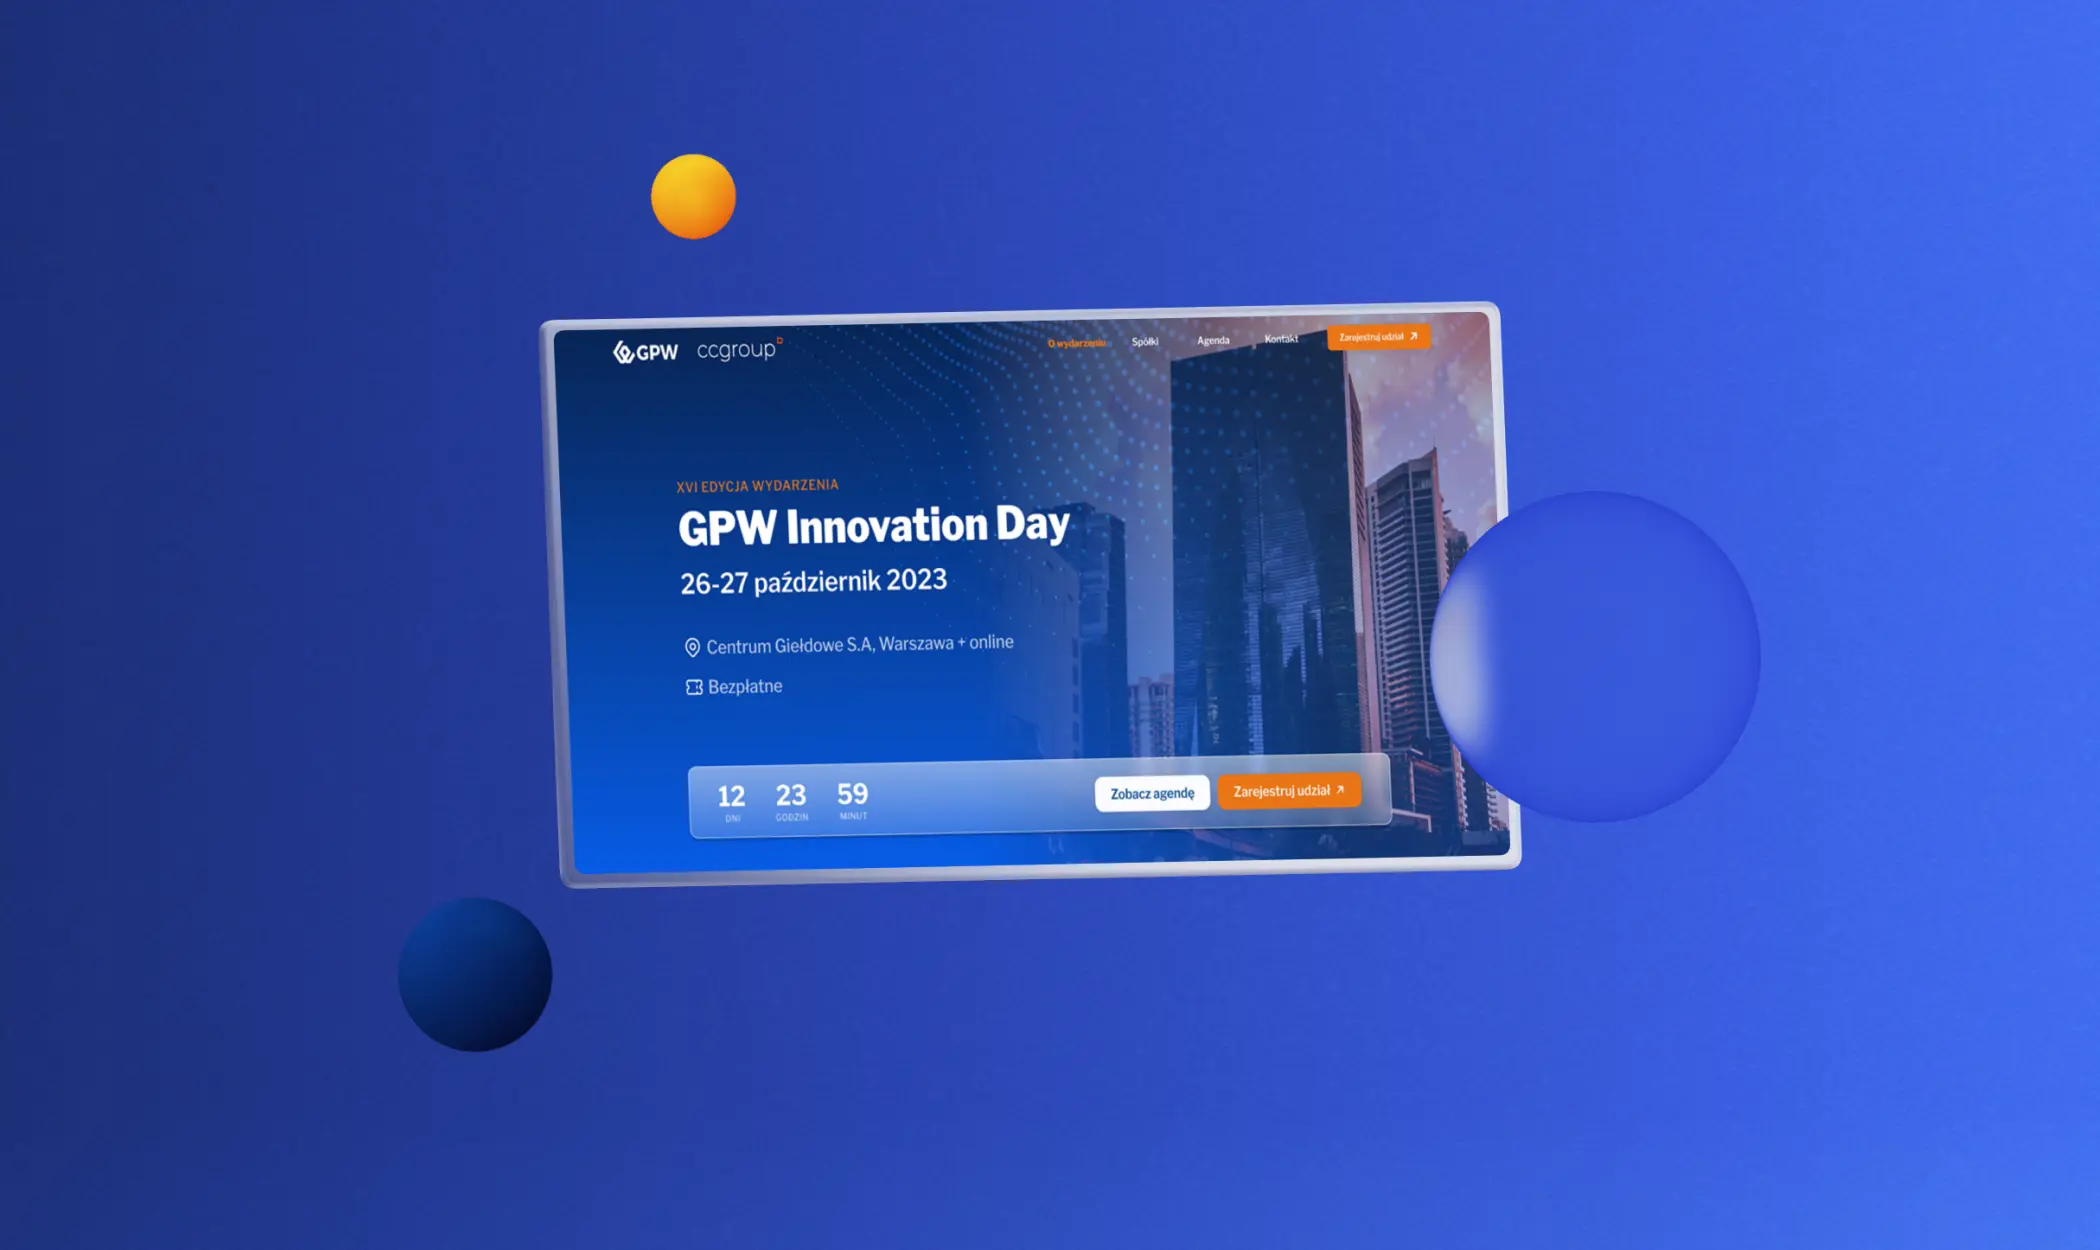 GPW ccgroup
O wydarzeniu Spółki Agenda Kontakt Zarejestruj udział
XVI EDYCJA WYDARZENIA
GPW Innovation Day
26-27 październik 2023
Centrum Giełdowe S.A, Warszawa + online
Bezpłatne
12 23 59
DNI GODZIN MINUT
Zobacz agendę Zarejestruj udział